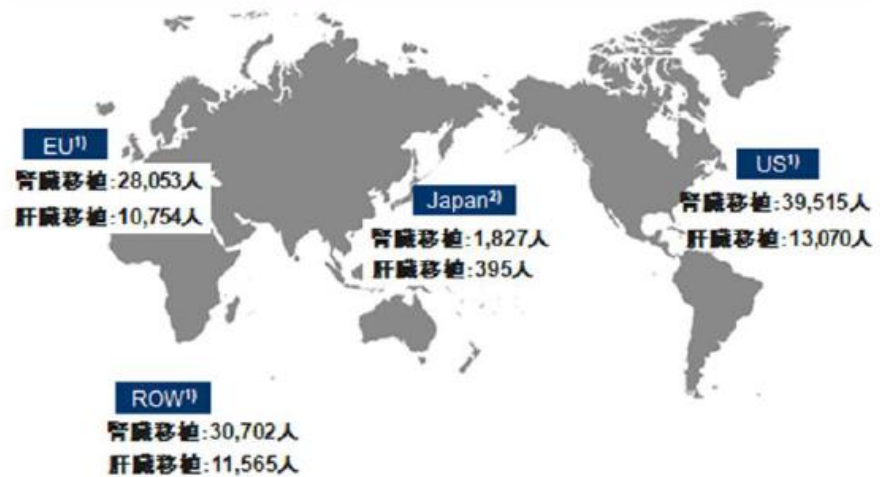 EU1)
腎臓移植:28,053人
肝臓移植:10,754人
Japan2)
腎臓移植:1,827人
肝臓移植:395人
US1)
腎臓移植:39,515人
肝臓移植:13,070人
ROW1)
腎臓移植:30,702人
肝臓移植:11,565人